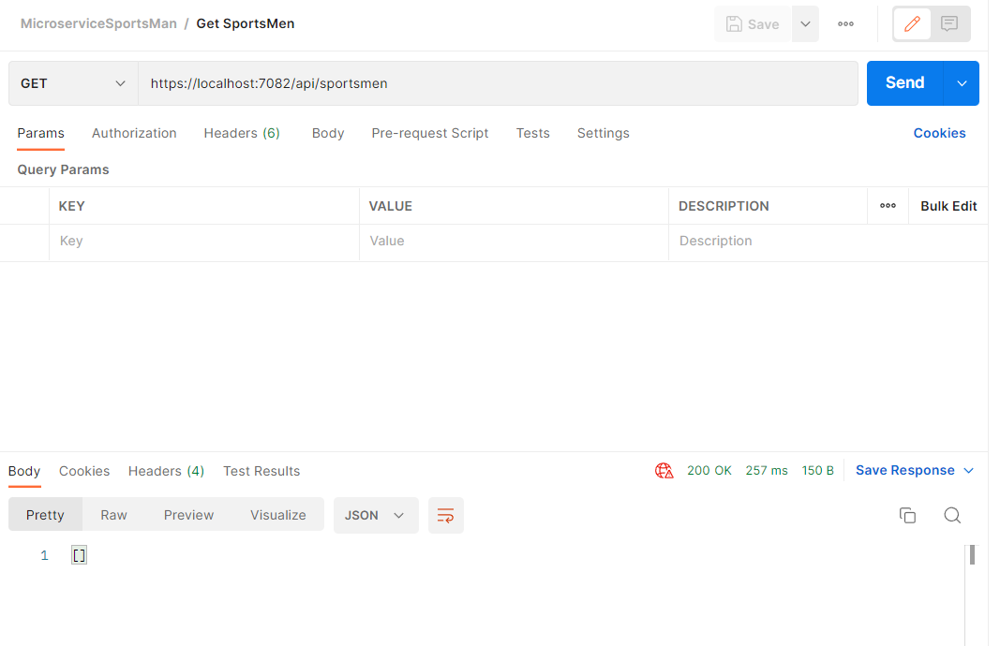 MicroserviceSportsMan / Get SportsMen Save
GET https://localhost:7082/api/sportsmen Send
Params Authorization Headers (6) Body Pre-request Script Tests Settings Cookies
Query Params
KEY VALUE DESCRIPTION Bulk Edit
Key Value Description
Body Cookies Headers (4) Test Results 200 OK 257 ms 150 B Save Response
Pretty Raw Preview Visualize JSON
1 []